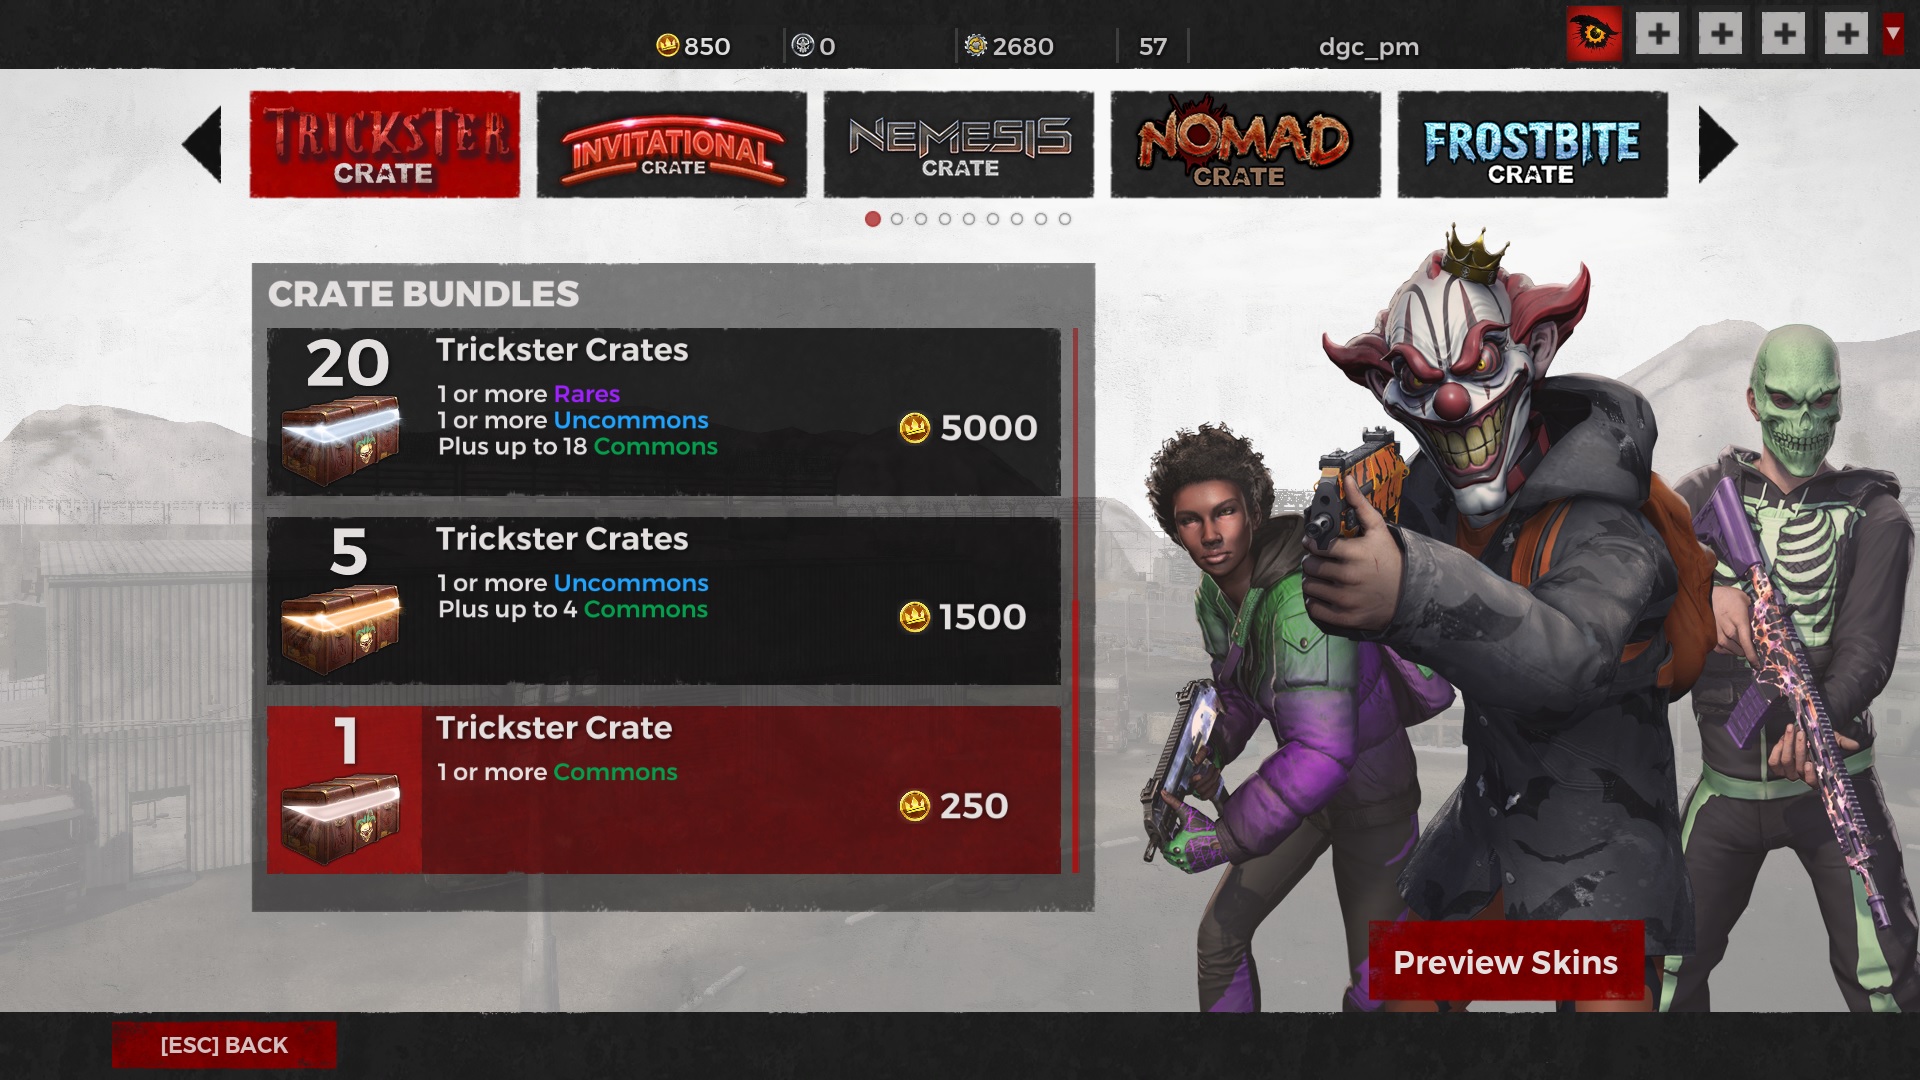 850
0
2680
57
dgc_pm
TRICKSTER
CRATE
INVITATIONAL
CRATE
NEMESIS
CRATE
NOMAD
CRATE
FROSTBITE
CRATE
CRATE BUNDLES
20
Trickster Crates
1 or more Rares
1 or more Uncommons
Plus up to 18 Commons
5000
5
Trickster Crates
1 or more Uncommons
Plus up to 4 Commons
1500
1
Trickster Crate
1 or more Commons
250
Preview Skins
[ESC] BACK